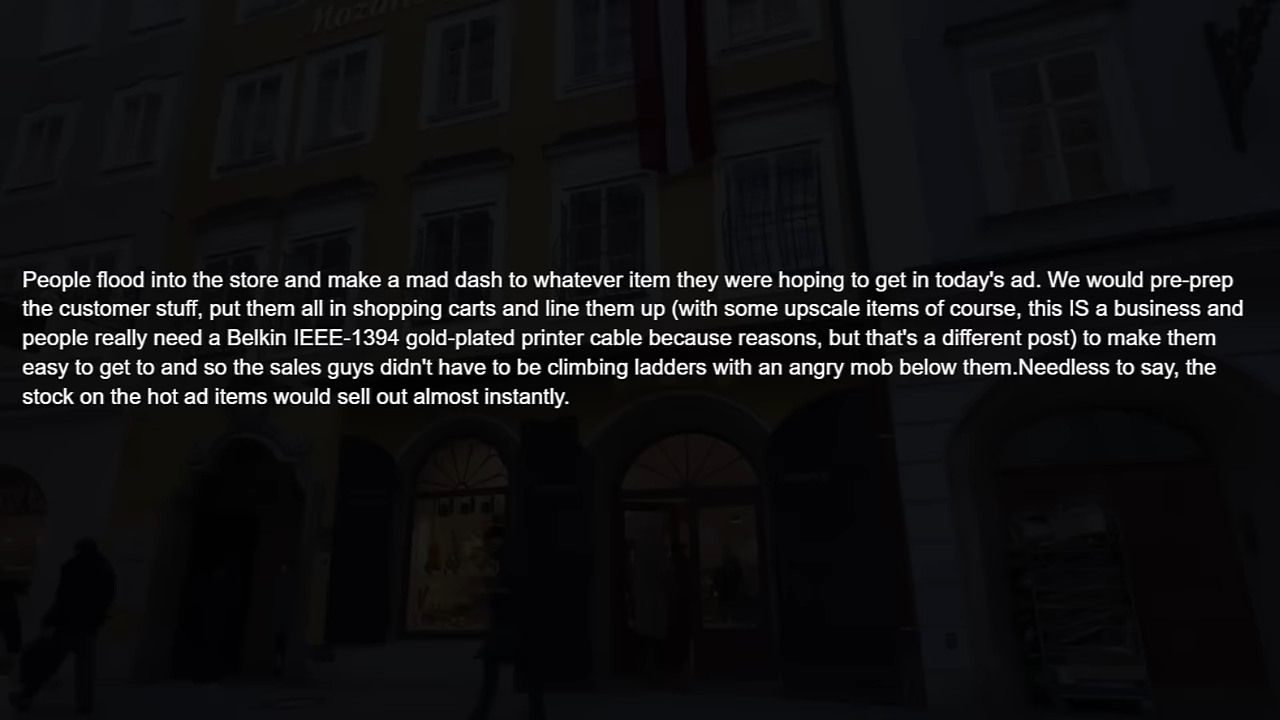 Mozarts
People flood into the store and make a mad dash to whatever item they were hoping to get in today's ad. We would pre-prep
the customer stuff, put them all in shopping carts and line them up (with some upscale items of course, this IS a business and
people really need a Belkin IEEE-1394 gold-plated printer cable because reasons, but that's a different post) to make them
easy to get to and so the sales guys didn't have to be climbing ladders with an angry mob below them.Needless to say, the
stock on the hot ad items would sell out almost instantly.